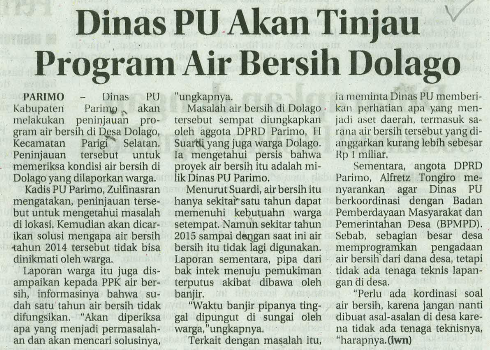 Dinas PU Akan Tinjau
Program Air Bersih Dolago
PARIMO – Dinas PU
Kabupaten Parimo akan
melakukan peninjauan pro-
gram air bersih di Desa Dolago,
Kecamatan Parigi Selatan.
Peninjauan tersebut untuk
memeriksa kondisi air bersih di
Dolago yang dilaporkan warga.
Kadis PU Parimo, Zulfinasran
mengatakan, peninjauan terse-
but untuk mengetahui masalah
di lokasi. Kemudian akan dicar-
ikan solusi mengapa air bersih
tahun 2014 tersebut tidak bisa
dinikmati oleh warga.
Laporan warga itu juga dis-
ampaikan kepada PPK air ber-
sih, informasinya bahwa su-
dah satu tahun air bersih tidak
difungsikan. “Akan diperiksa
apa yang menjadi permasalah-
an dan akan mencari solusinya,
"ungkapnya.
Masalah air bersih di Dolago
tersebut sempat diungkapkan
oleh aggota DPRD Parimo, H
Suardi yang juga warga Dolago.
Ia mengetahui persis bahwa
proyek air bersih itu adalah mi-
lik Dinas PU Parimo.
Menurut Suardi, air bersih itu
hanya sekitar satu tahun dapat
memenuhi kebutuahn warga
setempat. Namun sekitar tahun
2015 sampai dengan saat ini air
bersih itu tidak lagi digunakan.
Laporan sementara, pipa dari
bak intek menuju pemukiman
terputus akibat dibawa oleh
banjir.
“Waktu banjir pipanya ting-
gal dipungut di sungai oleh
warga,"ungkapnya.
Terkait dengan masalah itu,
ia meminta Dinas PU memberi-
kan perhatian apa yang men-
jadi aset daerah, termasuk sa-
rana air bersih tersebut yang di-
anggarkan kurang lebih sebesar
Rp 1 miliar.
Sementara, angota DPRD
Parimo, Alfretz Tongiro me-
nyarankan agar Dinas PU
berkoordinasi dengan Badan
Pemberdayaan Masyarakat dan
Pemerintahan Desa (BPMPD).
Sebab, sebagian besar desa
memprogramkan pengadaan
air bersih dari dana desa, tetapi
tidak ada tenaga teknis lapan-
gan di desa.
“Perlu ada kordinasi soal
air bersih, karena jangan nanti
dibuat asal-asalan di desa karena
tidak ada tenaga teknisnya,
"harapnya.(iwn)